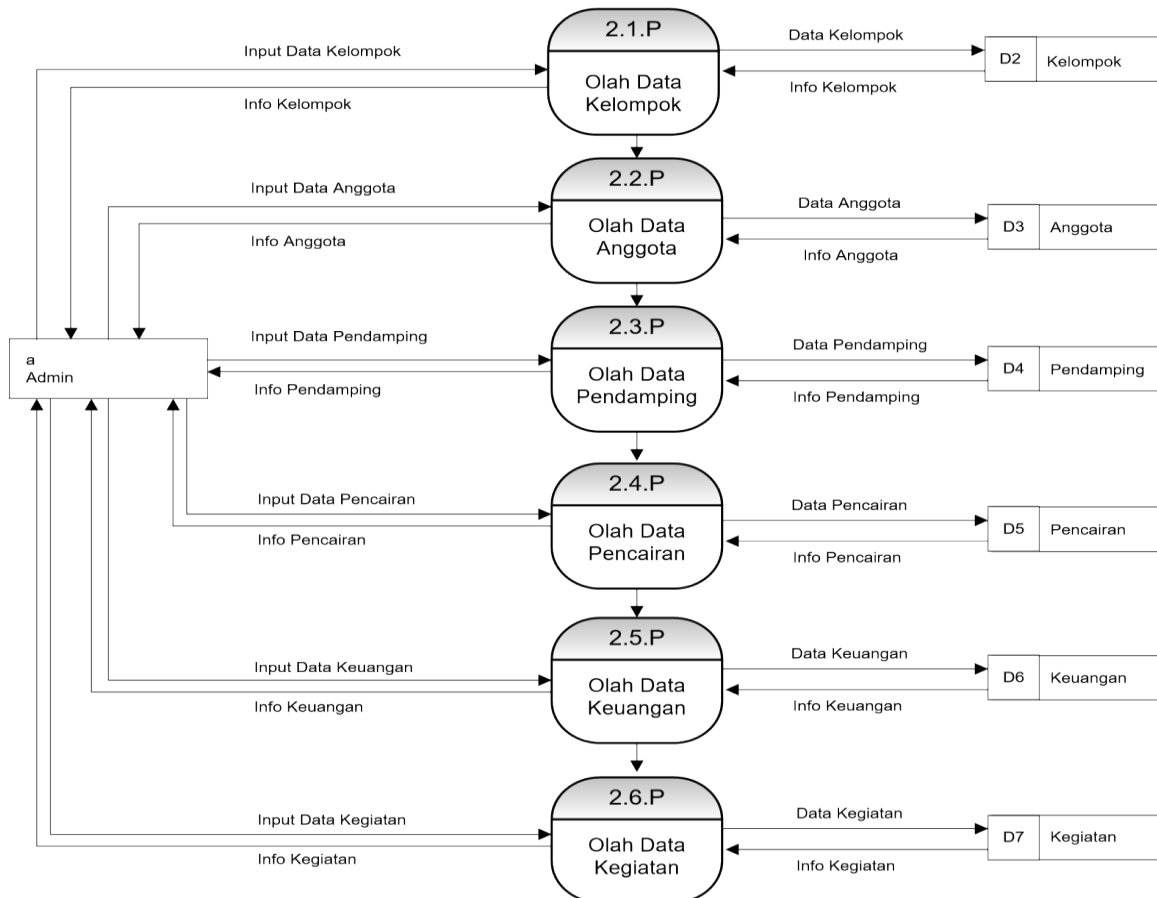 2.1.P
Input Data Kelompok
Data Kelompok
D2
Kelompok
Olah Data
Kelompok
Info Kelompok
Info Kelompok
2.2.P
Input Data Anggota
Data Anggota
D3
Anggota
Olah Data
Anggota
Info Anggota
Info Anggota
2.3.P
Input Data Pendamping
Data Pendamping
a
Admin
D4
Pendamping
Olah Data
Pendamping
Info Pendamping
Info Pendamping
2.4.P
Input Data Pencairan
Data Pencairan
D5
Pencairan
Olah Data
Pencairan
Info Pencairan
Info Pencairan
2.5.P
Input Data Keuangan
Data Keuangan
D6
Keuangan
Olah Data
Keuangan
Info Keuangan
Info Keuangan
2.6.P
Input Data Kegiatan
Data Kegiatan
D7
Kegiatan
Olah Data
Kegiatan
Info Kegiatan
Info Kegiatan